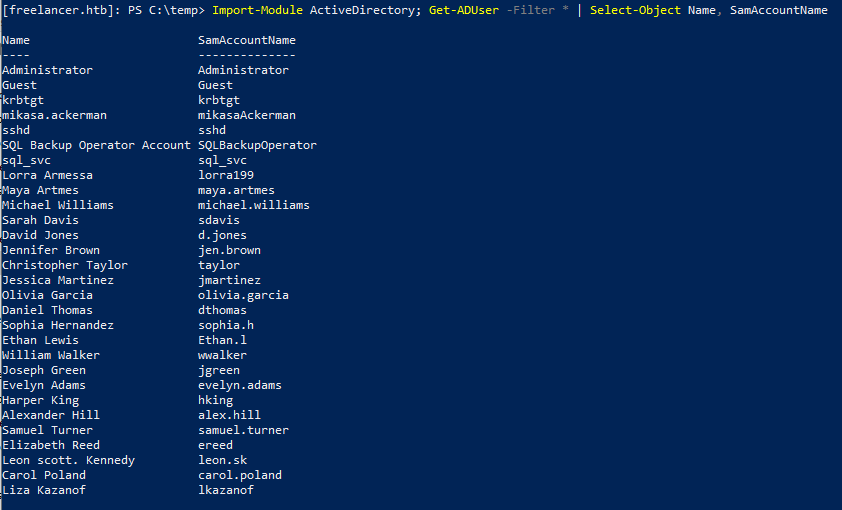 [freelancer.htb]: PS C:\temp> Import-Module ActiveDirectory; Get-ADUser -Filter * | Select-Object Name, SamAccountName
Name SamAccountName
---- --------------
Administrator Administrator
Guest Guest
krbtgt krbtgt
mikasa.ackerman mikasaAckerman
sshd sshd
SQL Backup Operator Account SQLBackupOperator
sql_svc sql_svc
Lorra Armessa lorra199
Maya Artmes maya.artmes
Michael Williams michael.williams
Sarah Davis sdavis
David Jones d.jones
Jennifer Brown jen.brown
Christopher Taylor taylor
Jessica Martinez jmartinez
Olivia Garcia olivia.garcia
Daniel Thomas dthomas
Sophia Hernandez sophia.h
Ethan Lewis Ethan.l
William Walker wwalker
Joseph Green jgreen
Evelyn Adams evelyn.adams
Harper King hking
Alexander Hill alex.hill
Samuel Turner samuel.turner
Elizabeth Reed ereed
Leon scott. Kennedy leon.sk
Carol Poland carol.poland
Liza Kazanof lkazanof